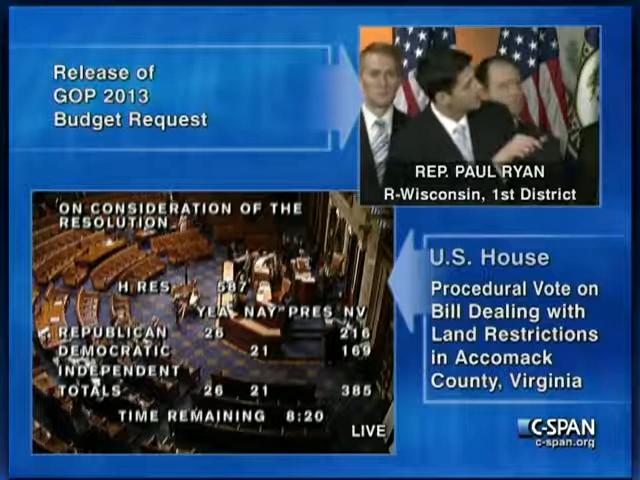 Release of
GOP 2013
Budget Request
REP. PAUL RYAN
R-Wisconsin, 1st District
ON CONSIDERATION OF THE
RESOLUTION
H RES 587
YEA NAY PRES NV
REPUBLICAN 26 216
DEMOCRATIC 21 169
INDEPENDENT
TOTALS 26 21 385
TIME REMAINING 8:20
LIVE
U.S. House
Procedural Vote on
Bill Dealing with
Land Restrictions
in Accomack
County, Virginia
C-SPAN
c-span.org